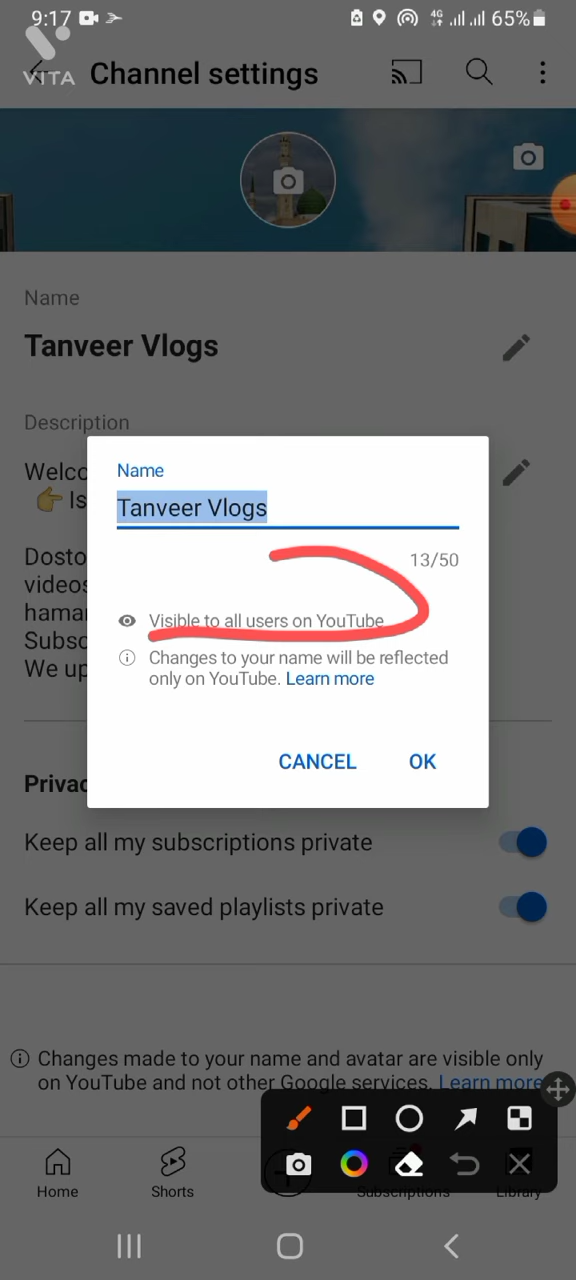 9:17
4G
65%
VITA
Channel settings
Name
Tanveer Vlogs
Description
Welco
👉 Is
Dosto
videos
hamar
Subsc
We up
Name
Tanveer Vlogs
13/50
Visible to all users on YouTube
Changes to your name will be reflected
only on YouTube. Learn more
CANCEL
OK
Privac
Keep all my subscriptions private
Keep all my saved playlists private
Changes made to your name and avatar are visible only
on YouTube and not other Google services. Learn more
Home
Shorts
Subscriptions
Library